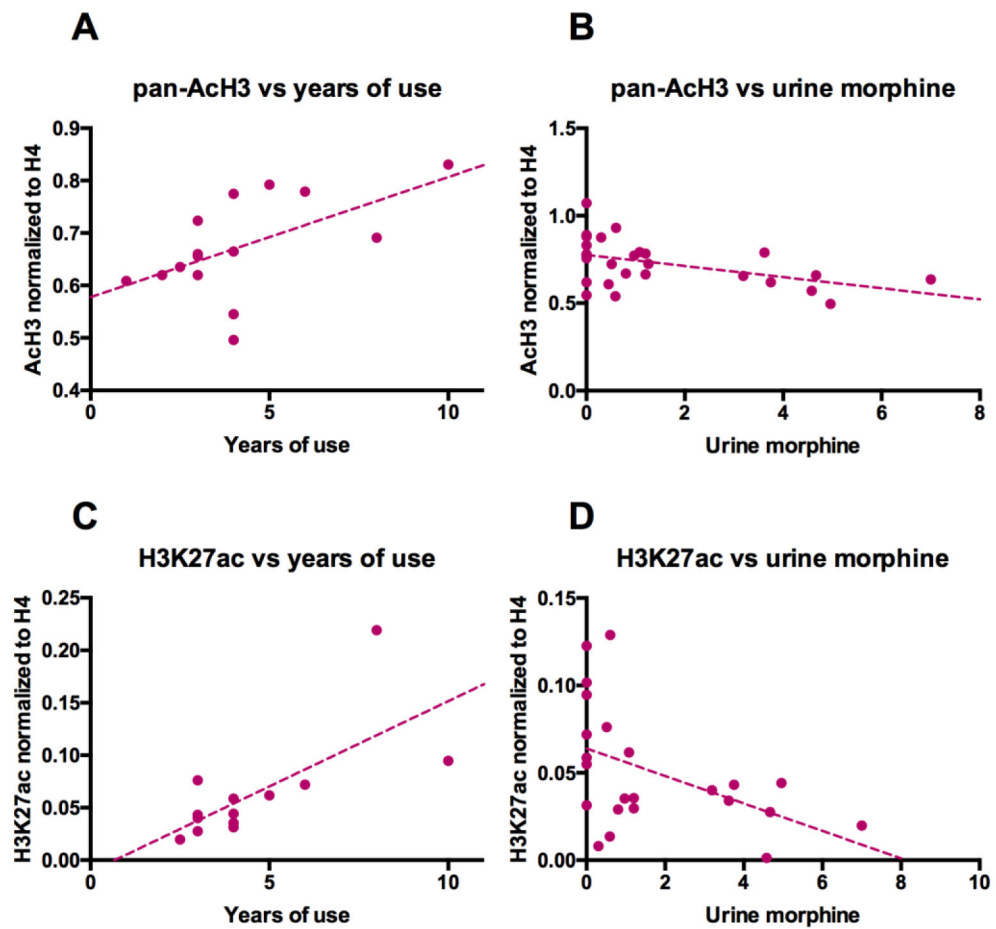 A
pan-AcH3 vs years of use
AcH3 normalized to H4
0.9
0.8
0.7
0.6
0.5
0.4
0
5
10
Years of use
B
pan-AcH3 vs urine morphine
AcH3 normalized to H4
1.5
1.0
0.5
0.0
0
2
4
6
8
Urine morphine
C
H3K27ac vs years of use
H3K27ac normalized to H4
0.25
0.20
0.15
0.10
0.05
0.00
0
5
10
Years of use
D
H3K27ac vs urine morphine
H3K27ac normalized to H4
0.15
0.10
0.05
0.00
0
2
4
6
8
10
Urine morphine